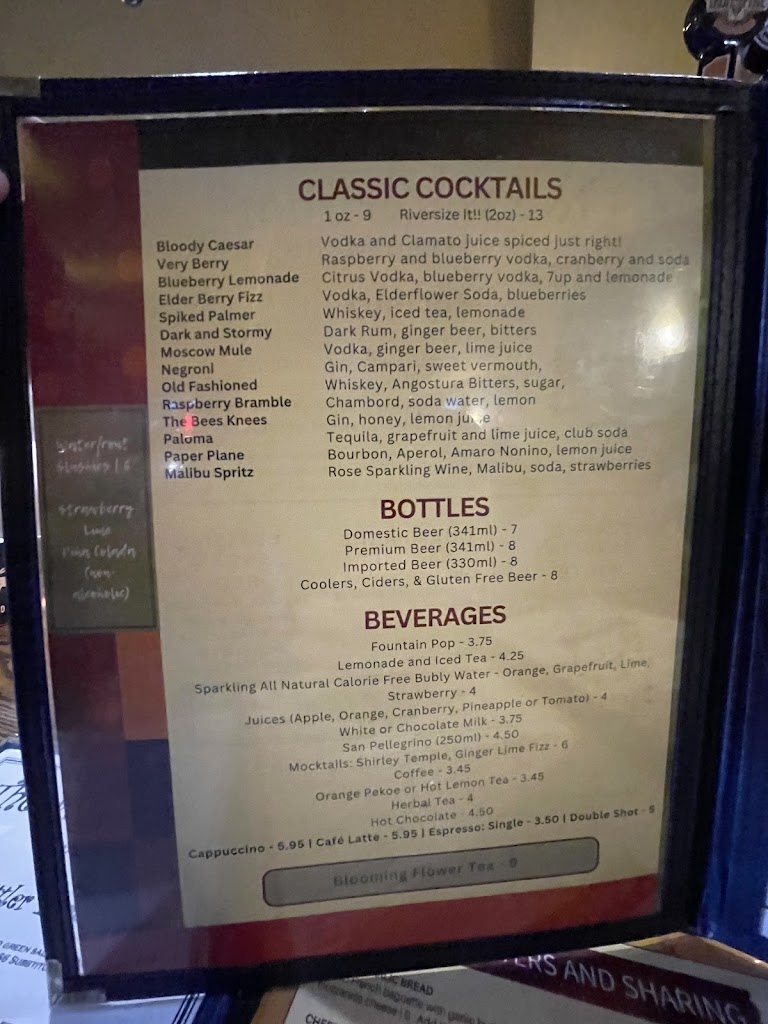 CLASSIC COCKTAILS
1 oz - 9 Riversize It!! (2oz) - 13
Bloody Caesar Vodka and Clamato juice spiced just right!
Very Berry Raspberry and blueberry vodka, cranberry and soda
Blueberry Lemonade Citrus Vodka, blueberry vodka, 7up and lemonade
Elder Berry Fizz Vodka, Elderflower Soda, blueberries
Spiked Palmer Whiskey, iced tea, lemonade
Dark and Stormy Dark Rum, ginger beer, bitters
Moscow Mule Vodka, ginger beer, lime juice
Negroni Gin, Campari, sweet vermouth,
Old Fashioned Whiskey, Angostura Bitters, sugar,
Raspberry Bramble Chambord, soda water, lemon
The Bees Knees Gin, honey, lemon juice
Paloma Tequila, grapefruit and lime juice, club soda
Paper Plane Bourbon, Aperol, Amaro Nonino, lemon juice
Malibu Spritz Rose Sparkling Wine, Malibu, soda, strawberries
Waterfront
Slushers | 6
Strawberry
Lime
Pina Colada
(non-
alcoholic)
BOTTLES
Domestic Beer (341ml) - 7
Premium Beer (341ml) - 8
Imported Beer (330ml) - 8
Coolers, Ciders, & Gluten Free Beer - 8
BEVERAGES
Fountain Pop - 3.75
Lemonade and Iced Tea - 4.25
Sparkling All Natural Calorie Free Bubly Water - Orange, Grapefruit, Lime,
Strawberry - 4
Juices (Apple, Orange, Cranberry, Pineapple or Tomato) - 4
White or Chocolate Milk - 3.75
San Pellegrino (250ml) - 4.50
Mocktails: Shirley Temple, Ginger Lime Fizz - 6
Coffee - 3.45
Orange Pekoe or Hot Lemon Tea - 3.45
Herbal Tea - 4
Hot Chocolate - 4.50
Cappuccino - 5.95 | Café Latte - 5.95 | Espresso: Single - 3.50 | Double Shot - 5
Blooming Flower Tea - 9
ERS AND SHARING
BREAD
French baguette with garlic
mozzarella cheese
GREEN